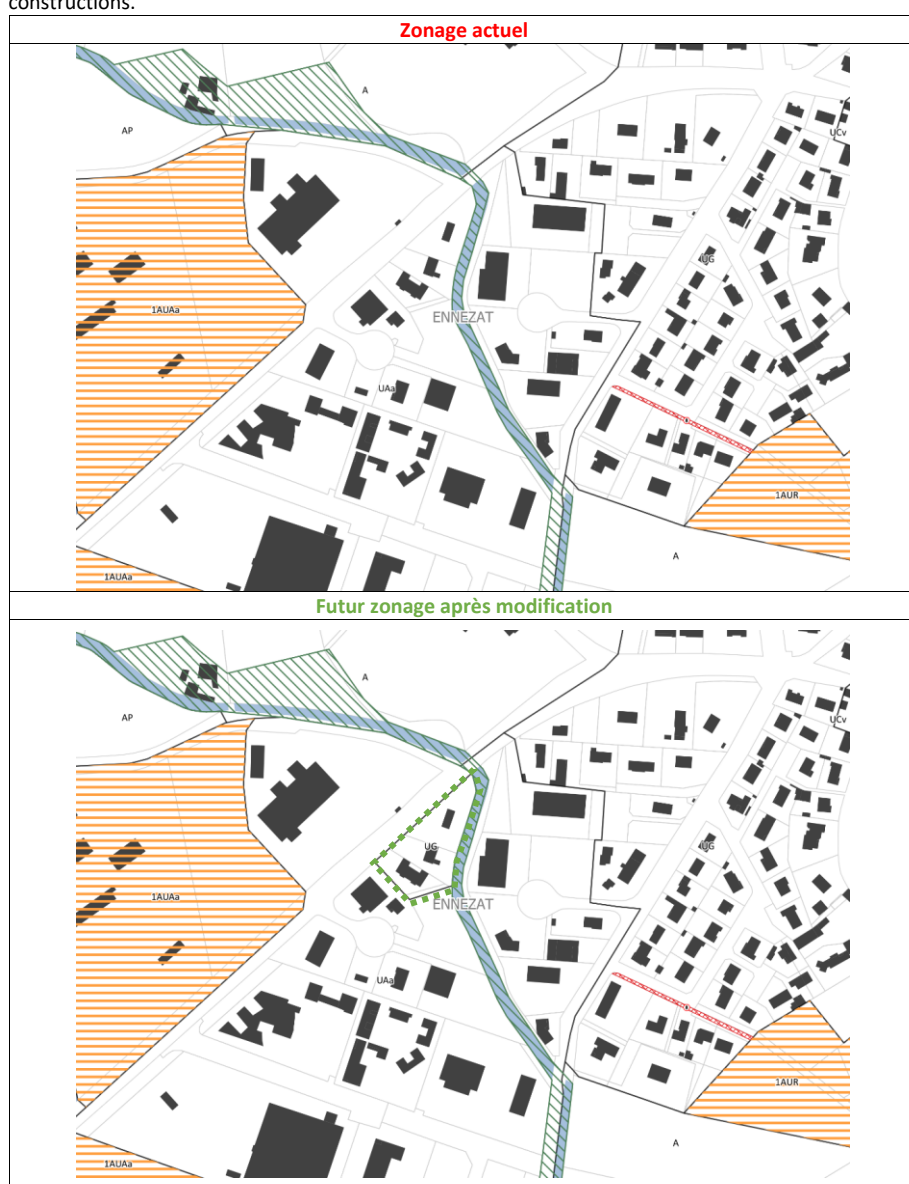 constructions.
Zonage actuel
A
AP
UCv
UG
1AUAa
ENNEZAT
UAa
1AUR
A
1AUAa
Futur zonage après modification
A
AP
UCv
UG
UG
1AUAa
ENNEZAT
UAa
1AUR
A
1AUAa